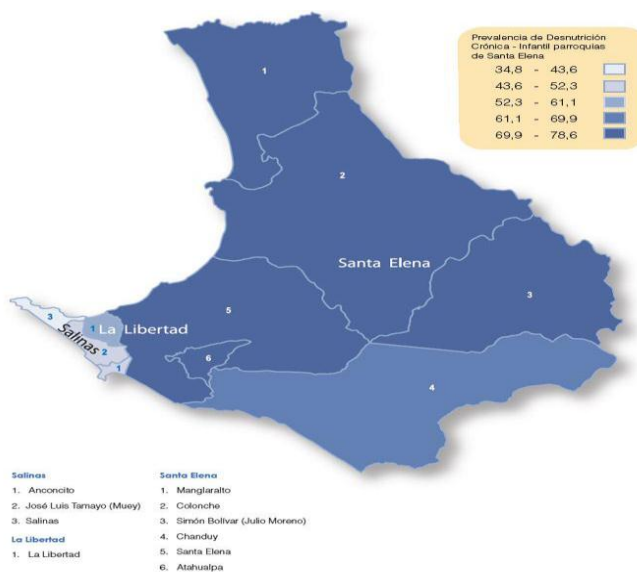 Prevalencia de Desnutrición
Crónica - Infantil parroquias
de Santa Elena
34,8 - 43,6
43,6 - 52,3
52,3 - 61,1
61,1 - 69,9
69,9 - 78,6
1
2
Santa Elena
3
5
3
1 La Libertad
Salinas
2
1
6
4
Salinas
1. Anconcito
2. José Luis Tamayo (Muey)
3. Salinas
La Libertad
1. La Libertad
Santa Elena
1. Manglaralto
2. Colonche
3. Simón Bolívar (Julio Moreno)
4. Chanduy
5. Santa Elena
6. Atahualpa